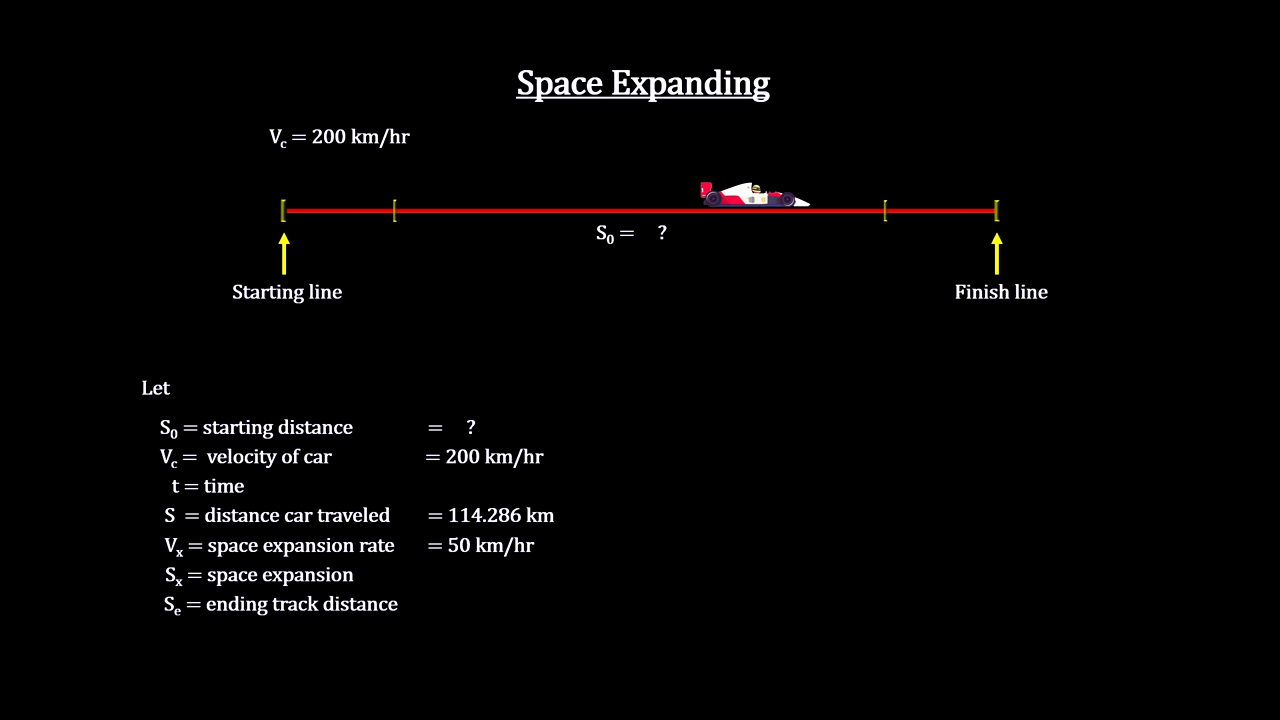 Space Expanding
Vc = 200 km/hr
S0 = ?
Starting line
Finish line
Let
S0 = starting distance = ?
Vc = velocity of car = 200 km/hr
t = time
S = distance car traveled = 114.286 km
Vx = space expansion rate = 50 km/hr
Sx = space expansion
Se = ending track distance